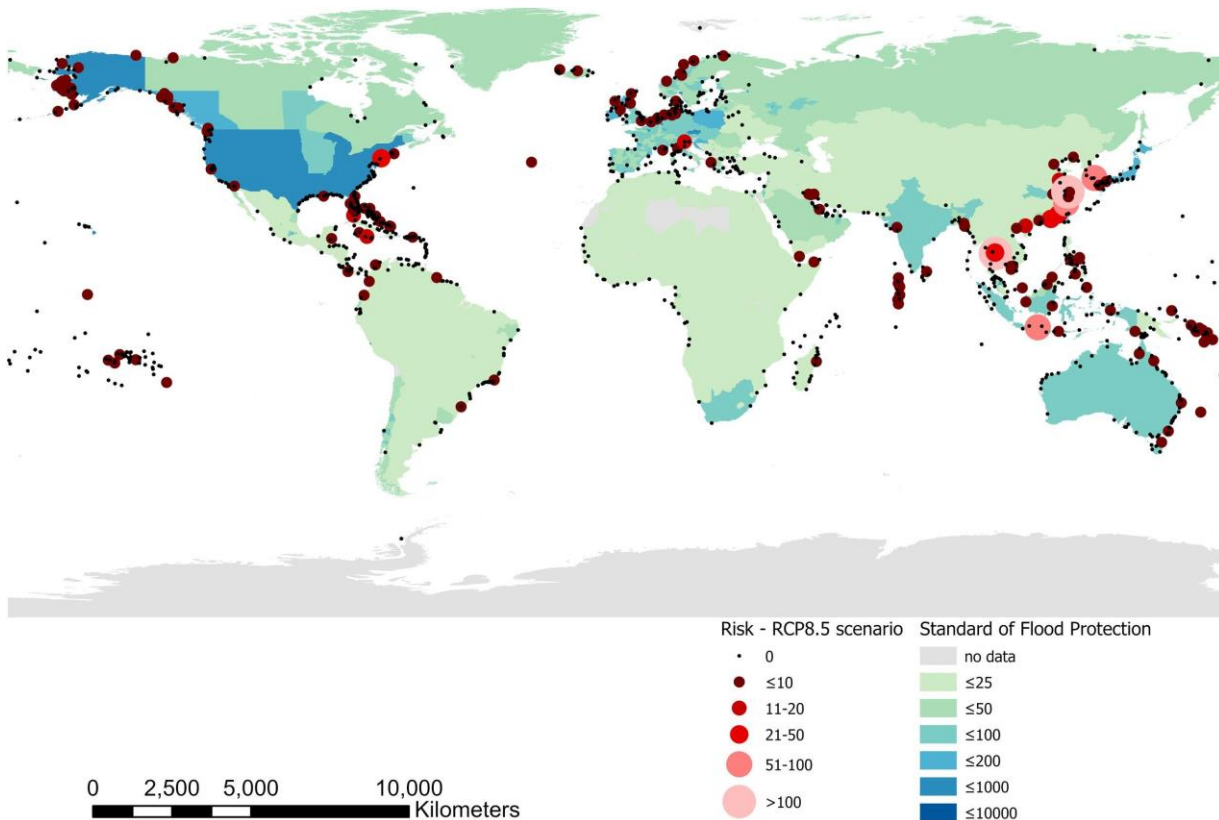 Risk - RCP8.5 scenario
0
≤10
11-20
21-50
51-100
>100
Standard of Flood Protection
no data
≤25
≤50
≤100
≤200
≤1000
≤10000
0 2,500 5,000 10,000
Kilometers